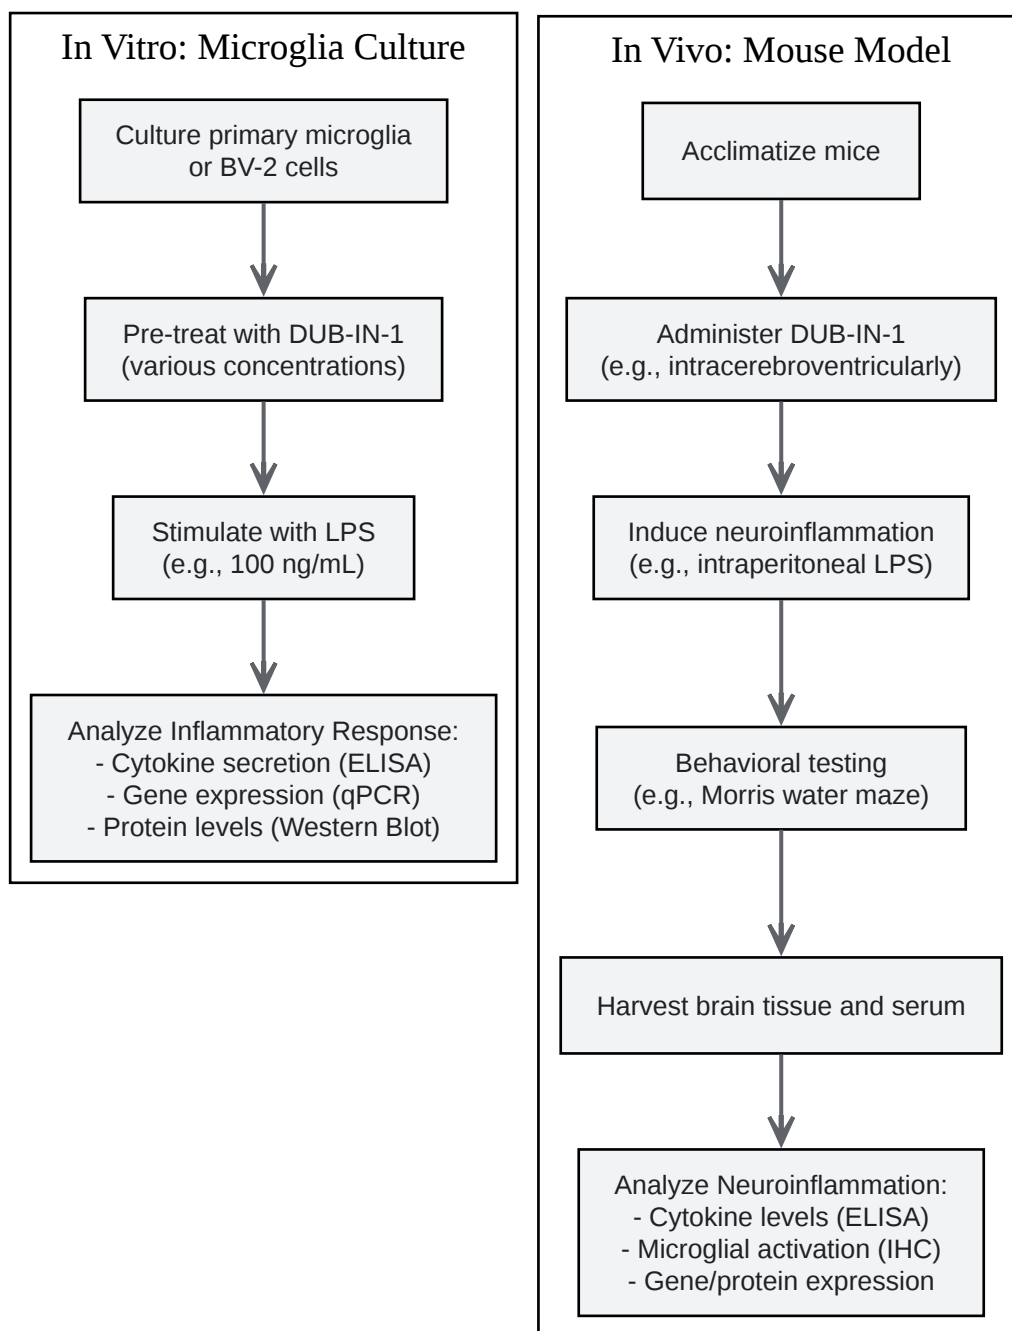 In Vitro: Microglia Culture
Culture primary microglia
or BV-2 cells
Pre-treat with DUB-IN-1
(various concentrations)
Stimulate with LPS
(e.g., 100 ng/mL)
Analyze Inflammatory Response:
- Cytokine secretion (ELISA)
- Gene expression (qPCR)
- Protein levels (Western Blot)
In Vivo: Mouse Model
Acclimatize mice
Administer DUB-IN-1
(e.g., intracerebroventricularly)
Induce neuroinflammation
(e.g., intraperitoneal LPS)
Behavioral testing
(e.g., Morris water maze)
Harvest brain tissue and serum
Analyze Neuroinflammation:
- Cytokine levels (ELISA)
- Microglial activation (IHC)
- Gene/protein expression